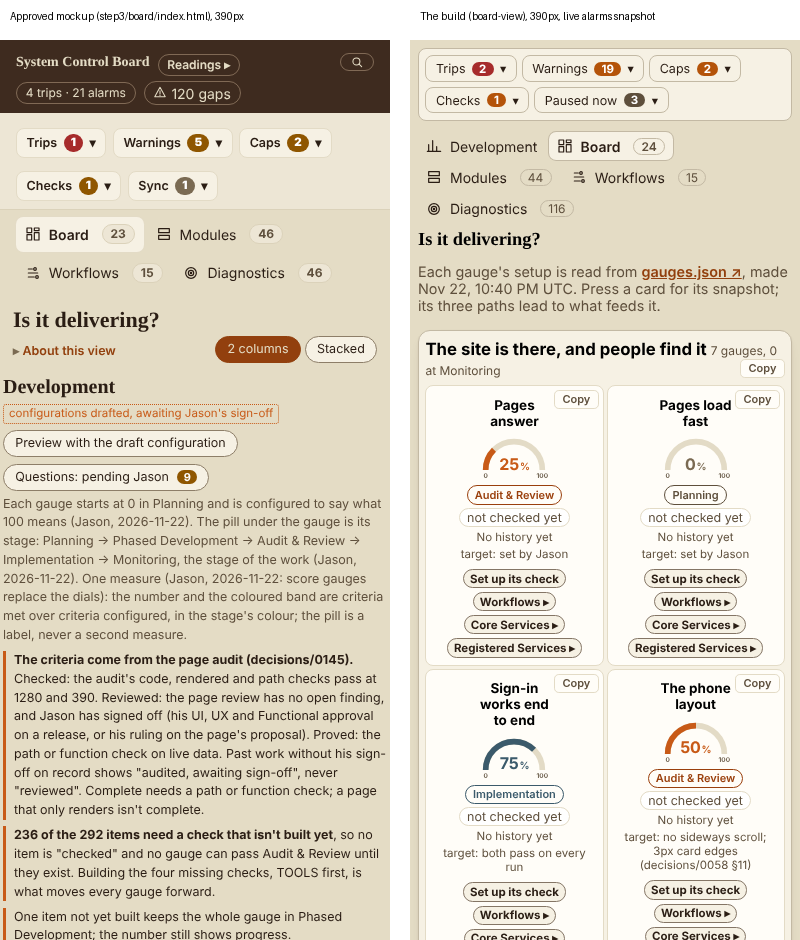 Approved mockup (step3/board/index.html), 390px
System Control Board
Readings ▸
4 trips · 21 alarms
120 gaps
Trips 1 ▾
Warnings 5 ▾
Caps 2 ▾
Checks 1 ▾
Sync 1 ▾
Board 23
Modules 46
Workflows 15
Diagnostics 46
Is it delivering?
▸ About this view
2 columns
Stacked
Development
configurations drafted, awaiting Jason's sign-off
Preview with the draft configuration
Questions: pending Jason 9
Each gauge starts at 0 in Planning and is configured to say what
100 means (Jason, 2026-11-22). The pill under the gauge is its
stage: Planning → Phased Development → Audit & Review →
Implementation → Monitoring, the stage of the work (Jason,
2026-11-22). One measure (Jason, 2026-11-22: score gauges
replace the dials): the number and the coloured band are criteria
met over criteria configured, in the stage's colour; the pill is a
label, never a second measure.
The criteria come from the page audit (decisions/0145).
Checked: the audit's code, rendered and path checks pass at
1280 and 390. Reviewed: the page review has no open finding,
and Jason has signed off (his UI, UX and Functional approval
on a release, or his ruling on the page's proposal). Proved: the
path or function check on live data. Past work without his sign-
off on record shows "audited, awaiting sign-off", never
"reviewed". Complete needs a path or function check; a page
that only renders isn't complete.
236 of the 292 items need a check that isn't built yet, so no
item is "checked" and no gauge can pass Audit & Review until
they exist. Building the four missing checks, TOOLS first, is
what moves every gauge forward.
One item not yet built keeps the whole gauge in Phased
Development; the number still shows progress.
The build (board-view), 390px, live alarms snapshot
Trips 2 ▾
Warnings 19 ▾
Caps 2 ▾
Checks 1 ▾
Paused now 3 ▾
Development
Board 24
Modules 44
Workflows 15
Diagnostics 116
Is it delivering?
Each gauge's setup is read from gauges.json ↗, made
Nov 22, 10:40 PM UTC. Press a card for its snapshot;
its three paths lead to what feeds it.
The site is there, and people find it 7 gauges, 0
at Monitoring
Copy
Pages
answer
Copy
25%
0 100
Audit & Review
not checked yet
No history yet
target: set by Jason
Set up its check
Workflows ▸
Core Services ▸
Registered Services ▸
Pages load
fast
Copy
0%
0 100
Planning
not checked yet
No history yet
target: set by Jason
Set up its check
Workflows ▸
Core Services ▸
Registered Services ▸
Sign-in
works end
to end
Copy
75%
0 100
Implementation
not checked yet
No history yet
target: both pass on every
run
Set up its check
Workflows ▸
Core Services ▸
The phone
layout
Copy
50%
0 100
Audit & Review
not checked yet
No history yet
target: no sideways scroll;
3px card edges
(decisions/0058 §11)
Set up its check
Workflows ▸
Core Services ▸